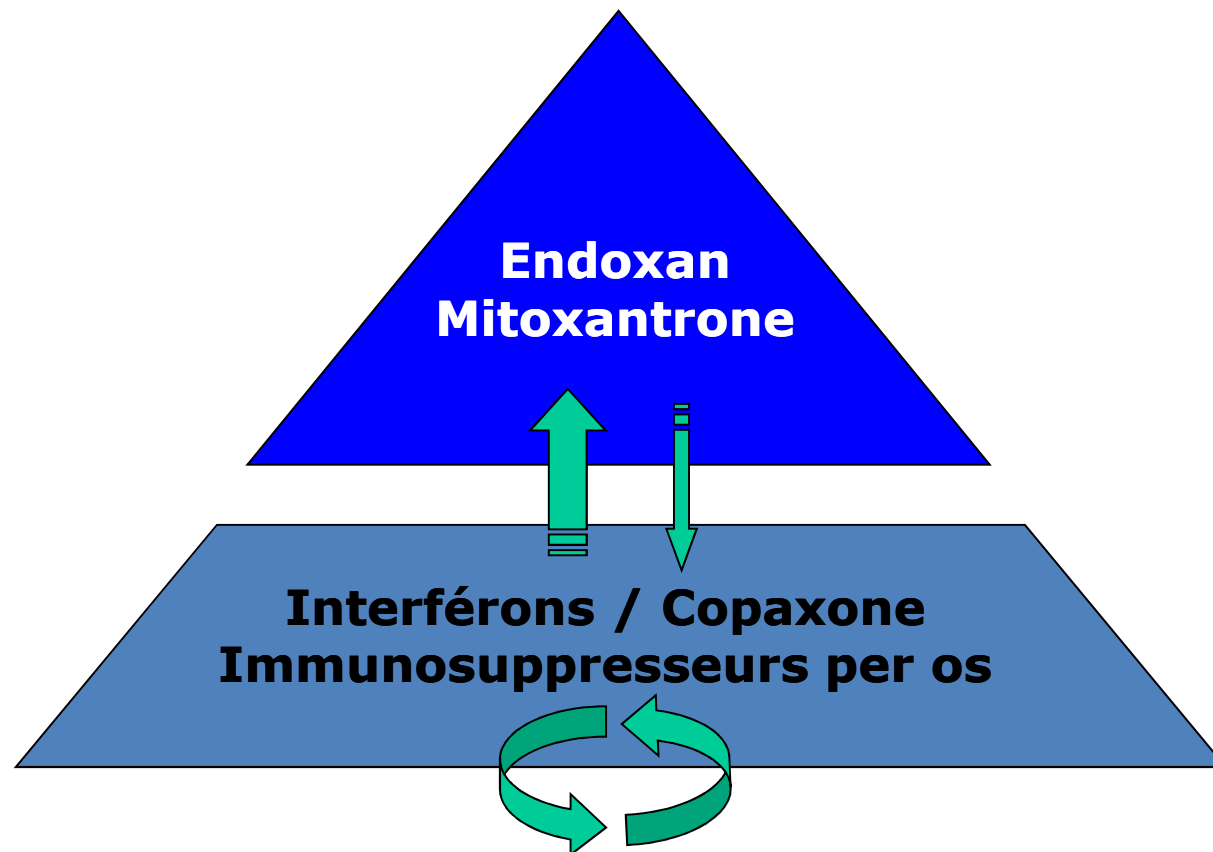 Endoxan
Mitoxantrone
Interférons / Copaxone
Immunosuppresseurs per os